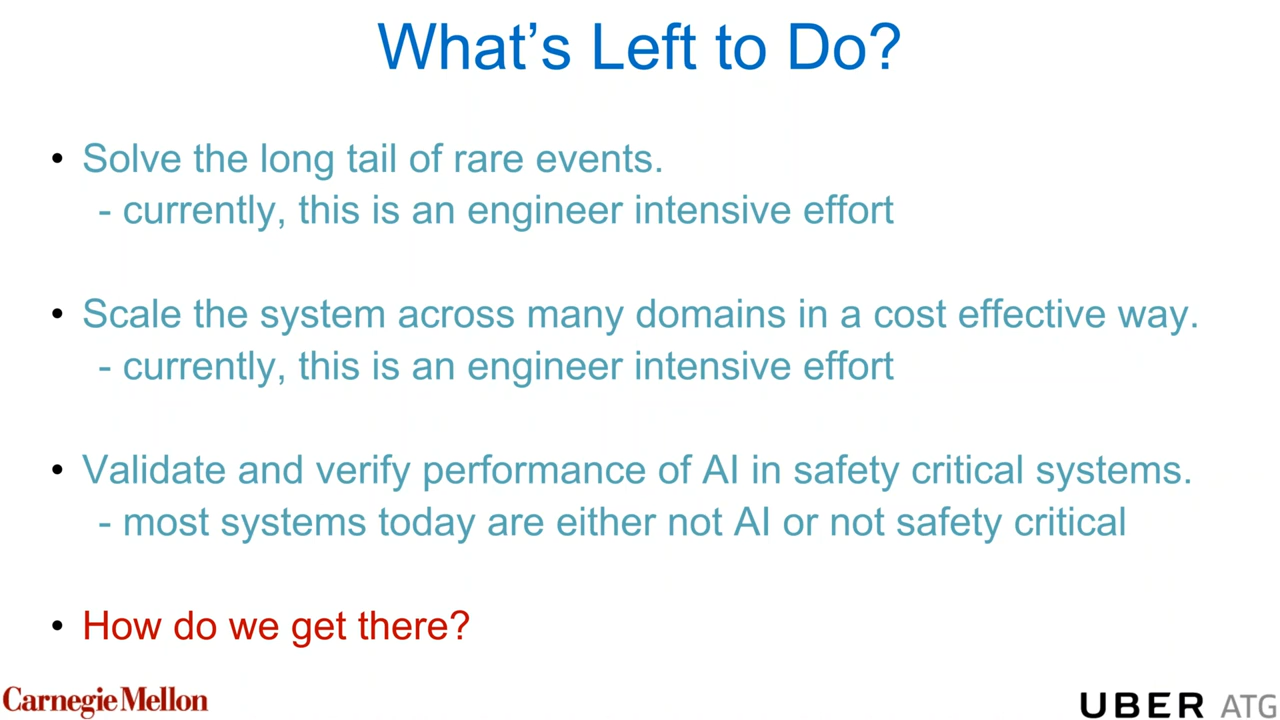 What's Left to Do?
• Solve the long tail of rare events.
- currently, this is an engineer intensive effort
• Scale the system across many domains in a cost effective way.
- currently, this is an engineer intensive effort
• Validate and verify performance of AI in safety critical systems.
- most systems today are either not AI or not safety critical
• How do we get there?
Carnegie Mellon
UBER ATG